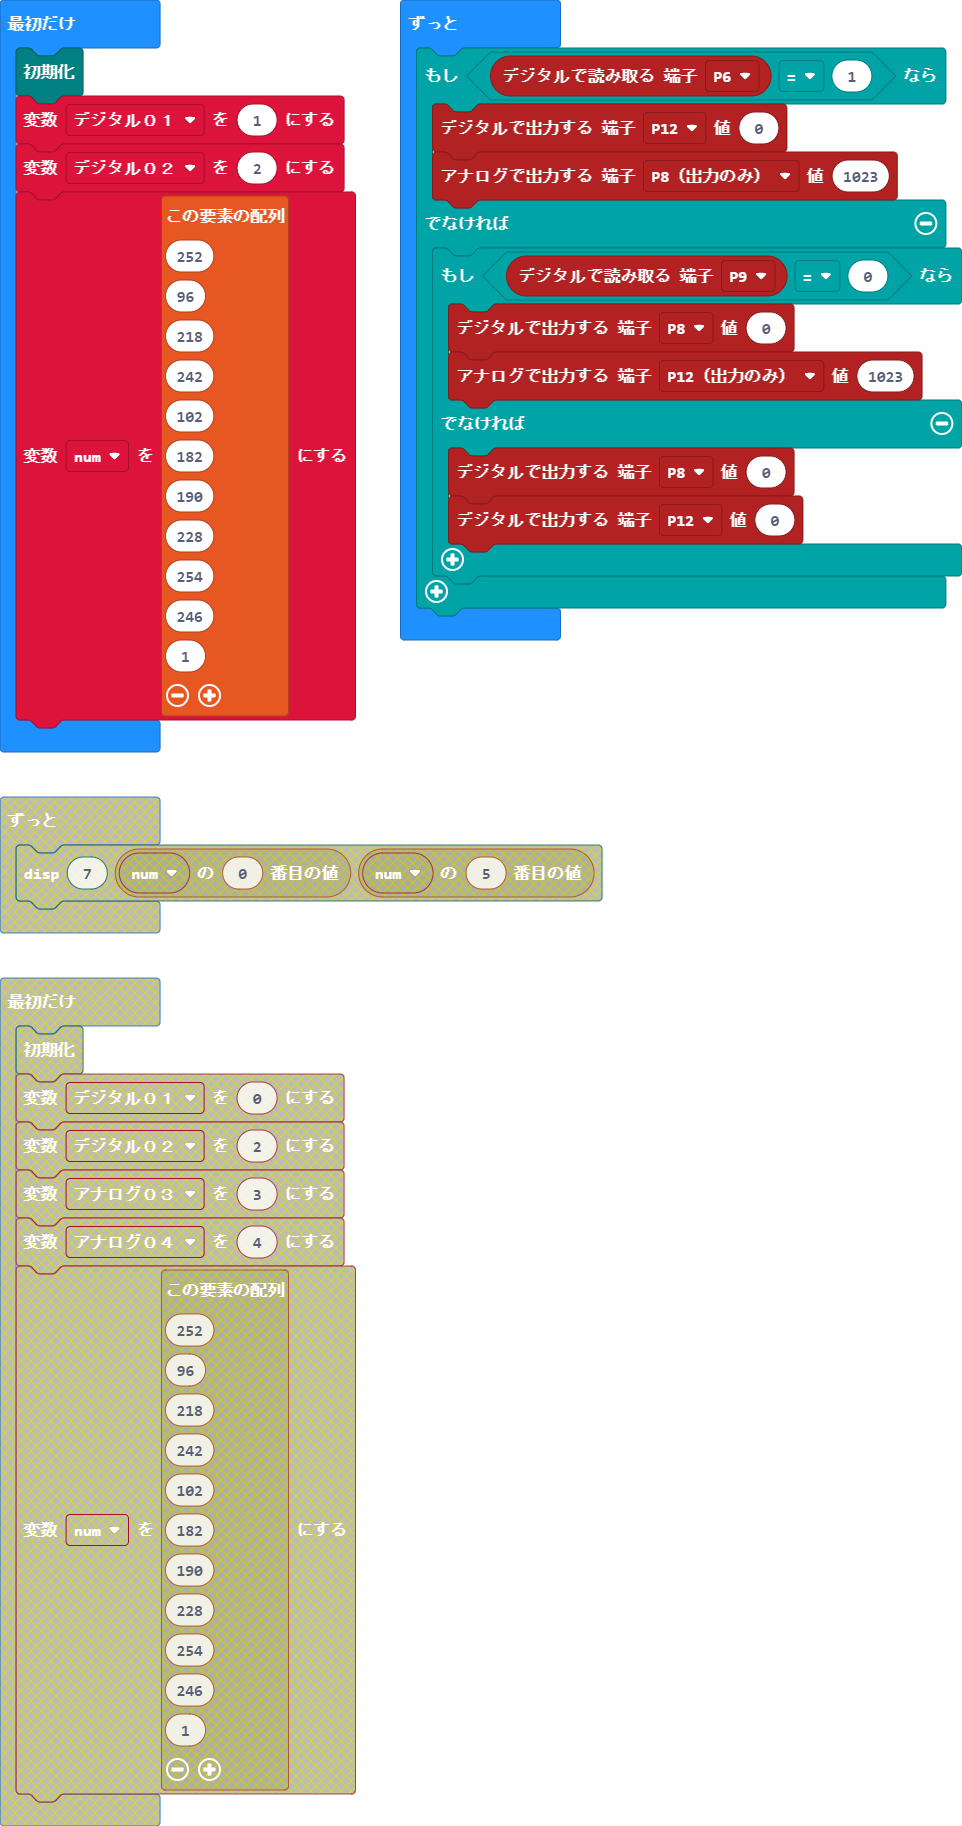 最初だけ
初期化
変数 デジタル０１ を 1 にする
変数 デジタル０２ を 2 にする
この要素の配列
252
96
218
242
102
変数 num を 182 にする
190
228
254
246
1
ずっと
もし デジタルで読み取る 端子 P6 = 1 なら
デジタルで出力する 端子 P12 値 0
アナログで出力する 端子 P8（出力のみ） 値 1023
でなければ
もし デジタルで読み取る 端子 P9 = 0 なら
デジタルで出力する 端子 P8 値 0
アナログで出力する 端子 P12（出力のみ） 値 1023
でなければ
デジタルで出力する 端子 P8 値 0
デジタルで出力する 端子 P12 値 0
ずっと
disp 7 num の 0 番目の値 num の 5 番目の値
最初だけ
初期化
変数 デジタル０１ を 0 にする
変数 デジタル０２ を 2 にする
変数 アナログ０３ を 3 にする
変数 アナログ０４ を 4 にする
この要素の配列
252
96
218
242
102
変数 num を 182 にする
190
228
254
246
1